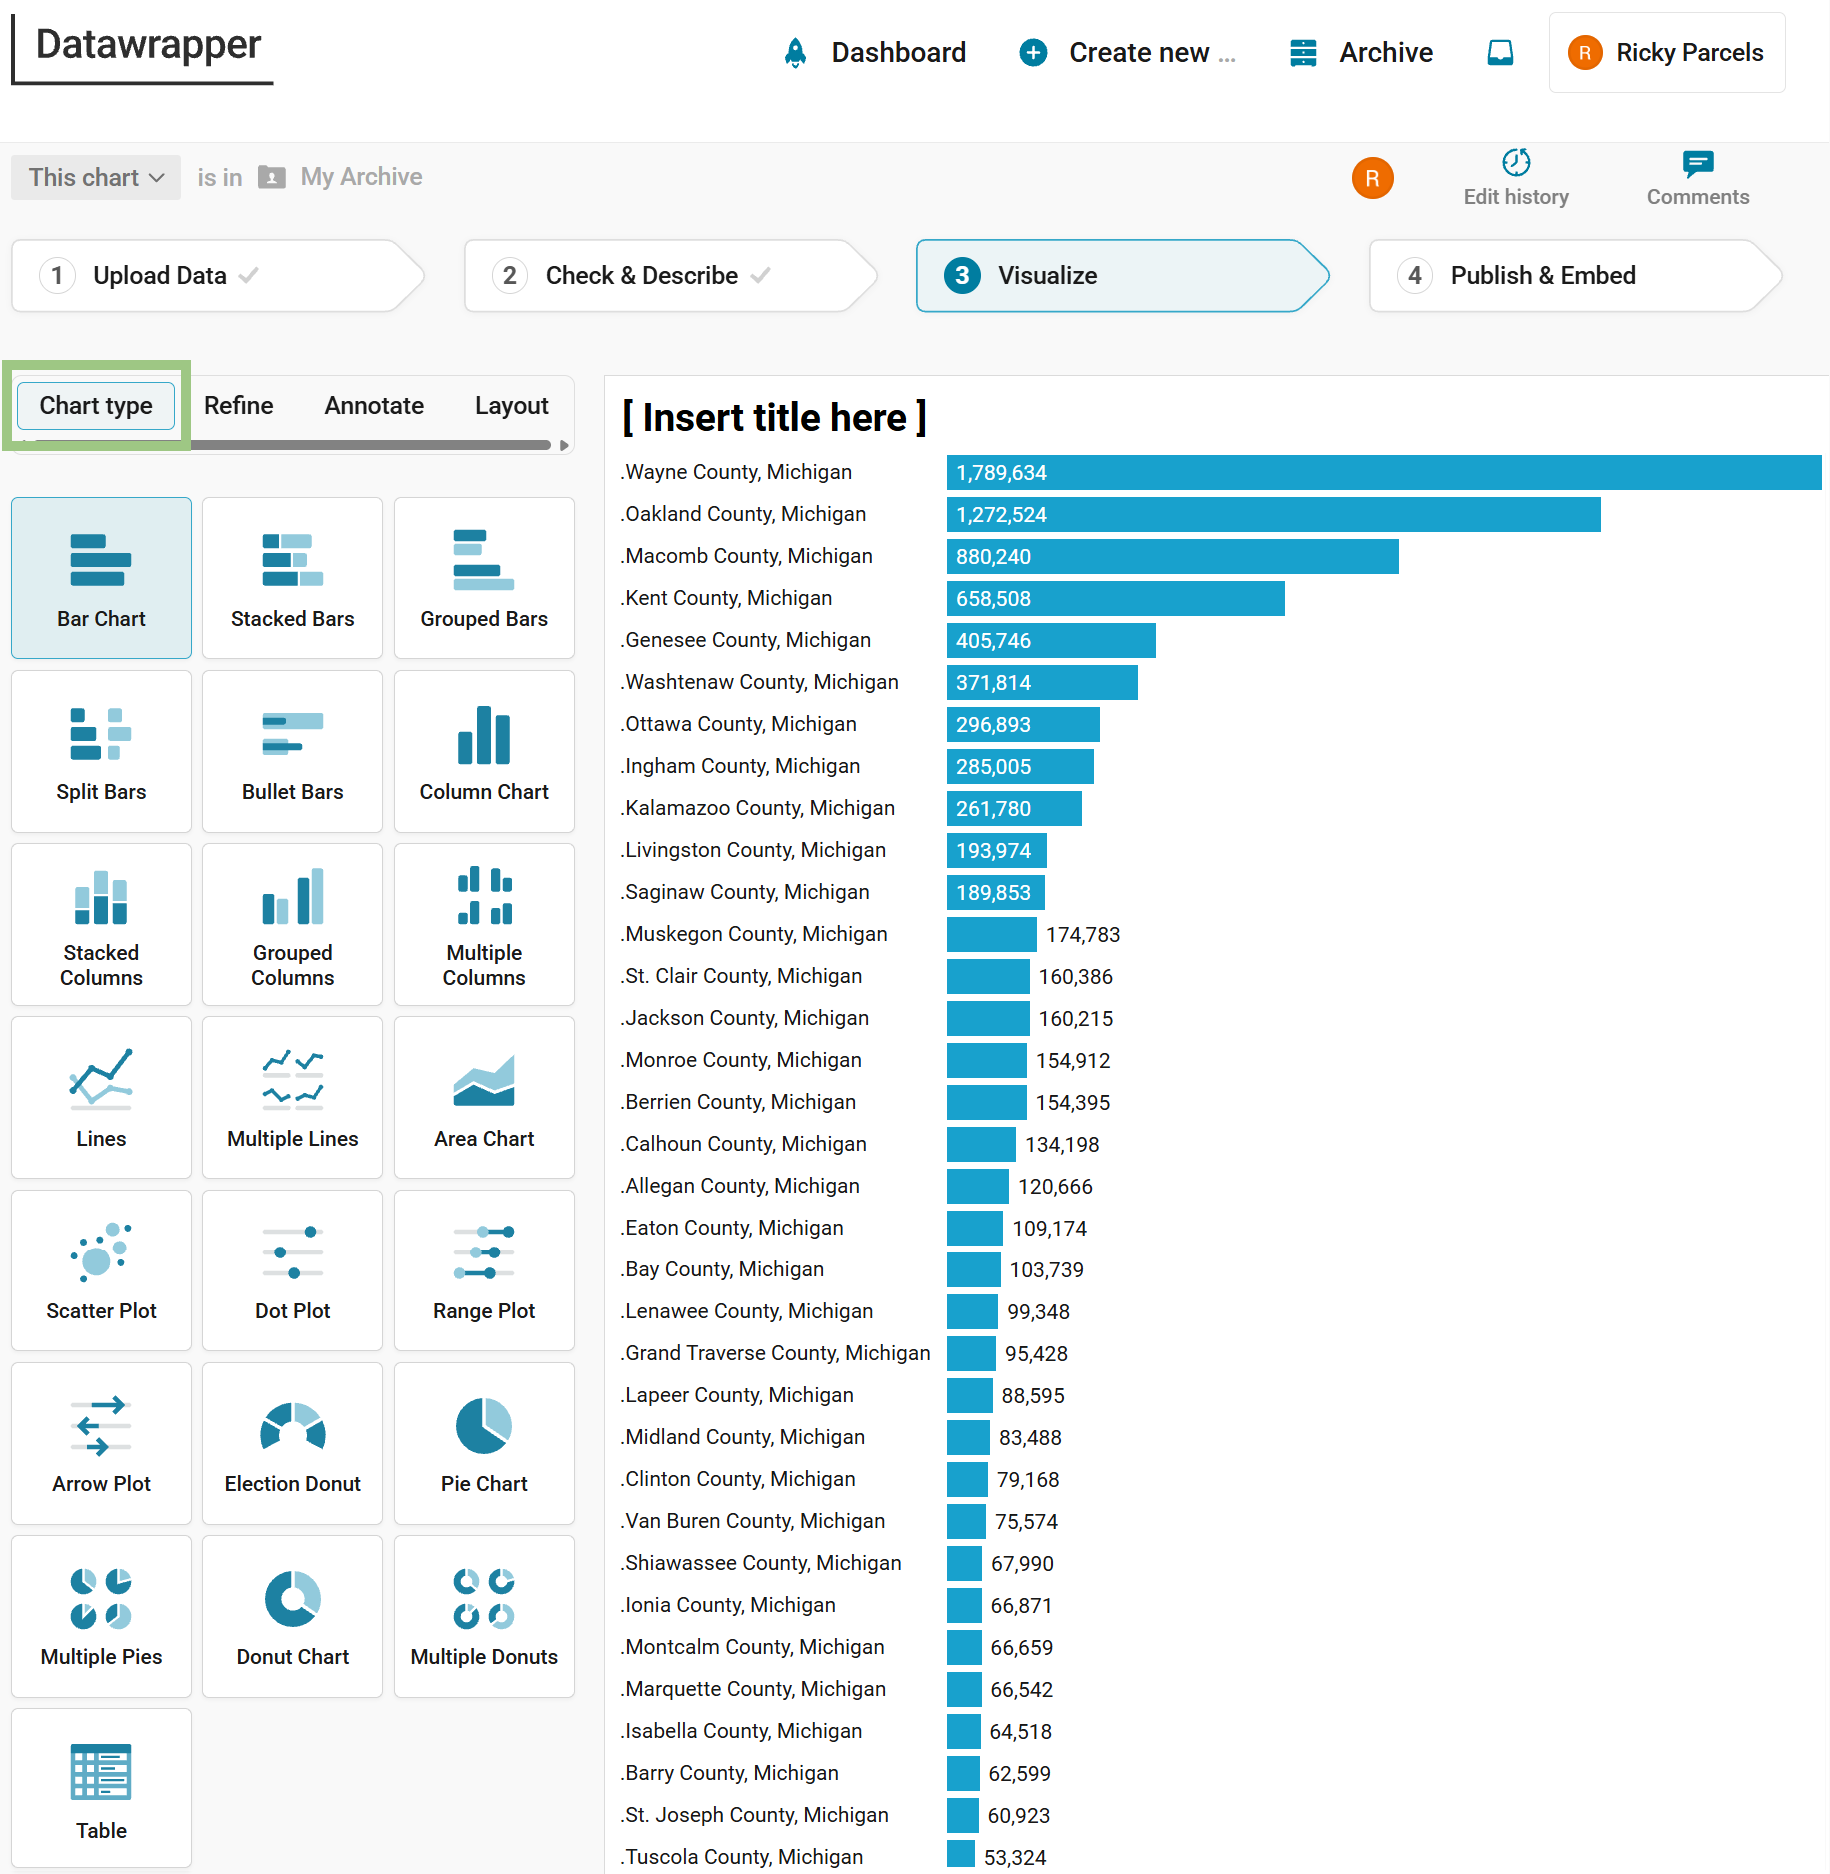 Datawrapper
Dashboard
Create new ...
Archive
R Ricky Parcels
This chart is in My Archive
R
Edit history
Comments
1 Upload Data
2 Check & Describe
3 Visualize
4 Publish & Embed
Chart type
Refine
Annotate
Layout
Bar Chart
Stacked Bars
Grouped Bars
Split Bars
Bullet Bars
Column Chart
Stacked
Columns
Grouped
Columns
Multiple
Columns
Lines
Multiple Lines
Area Chart
Scatter Plot
Dot Plot
Range Plot
Arrow Plot
Election Donut
Pie Chart
Multiple Pies
Donut Chart
Multiple Donuts
Table
[ Insert title here ]
.Wayne County, Michigan 1,789,634
.Oakland County, Michigan 1,272,524
.Macomb County, Michigan 880,240
.Kent County, Michigan 658,508
.Genesee County, Michigan 405,746
.Washtenaw County, Michigan 371,814
.Ottawa County, Michigan 296,893
.Ingham County, Michigan 285,005
.Kalamazoo County, Michigan 261,780
.Livingston County, Michigan 193,974
.Saginaw County, Michigan 189,853
.Muskegon County, Michigan 174,783
.St. Clair County, Michigan 160,386
.Jackson County, Michigan 160,215
.Monroe County, Michigan 154,912
.Berrien County, Michigan 154,395
.Calhoun County, Michigan 134,198
.Allegan County, Michigan 120,666
.Eaton County, Michigan 109,174
.Bay County, Michigan 103,739
.Lenawee County, Michigan 99,348
.Grand Traverse County, Michigan 95,428
.Lapeer County, Michigan 88,595
.Midland County, Michigan 83,488
.Clinton County, Michigan 79,168
.Van Buren County, Michigan 75,574
.Shiawassee County, Michigan 67,990
.Ionia County, Michigan 66,871
.Montcalm County, Michigan 66,659
.Marquette County, Michigan 66,542
.Isabella County, Michigan 64,518
.Barry County, Michigan 62,599
.St. Joseph County, Michigan 60,923
.Tuscola County, Michigan 53,324